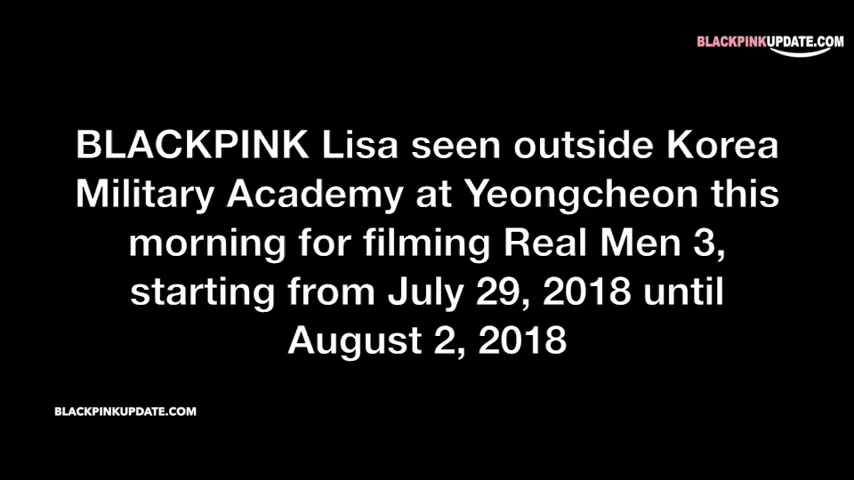 BLACKPINKUPDATE.COM
BLACKPINK Lisa seen outside Korea
Military Academy at Yeongcheon this
morning for filming Real Men 3,
starting from July 29, 2018 until
August 2, 2018
BLACKPINKUPDATE.COM